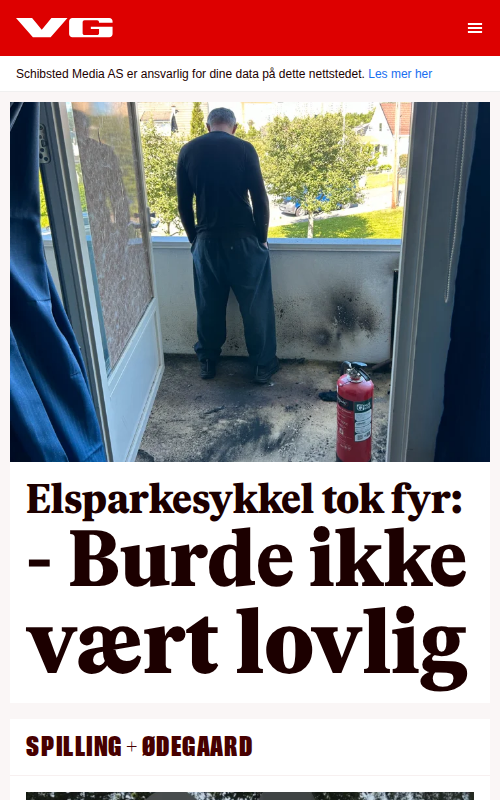 VG
Schibsted Media AS er ansvarlig for dine data på dette nettstedet. Les mer her
Elsparkesykkel tok fyr:
- Burde ikke
vært lovlig
SPILLING + ØDEGAARD